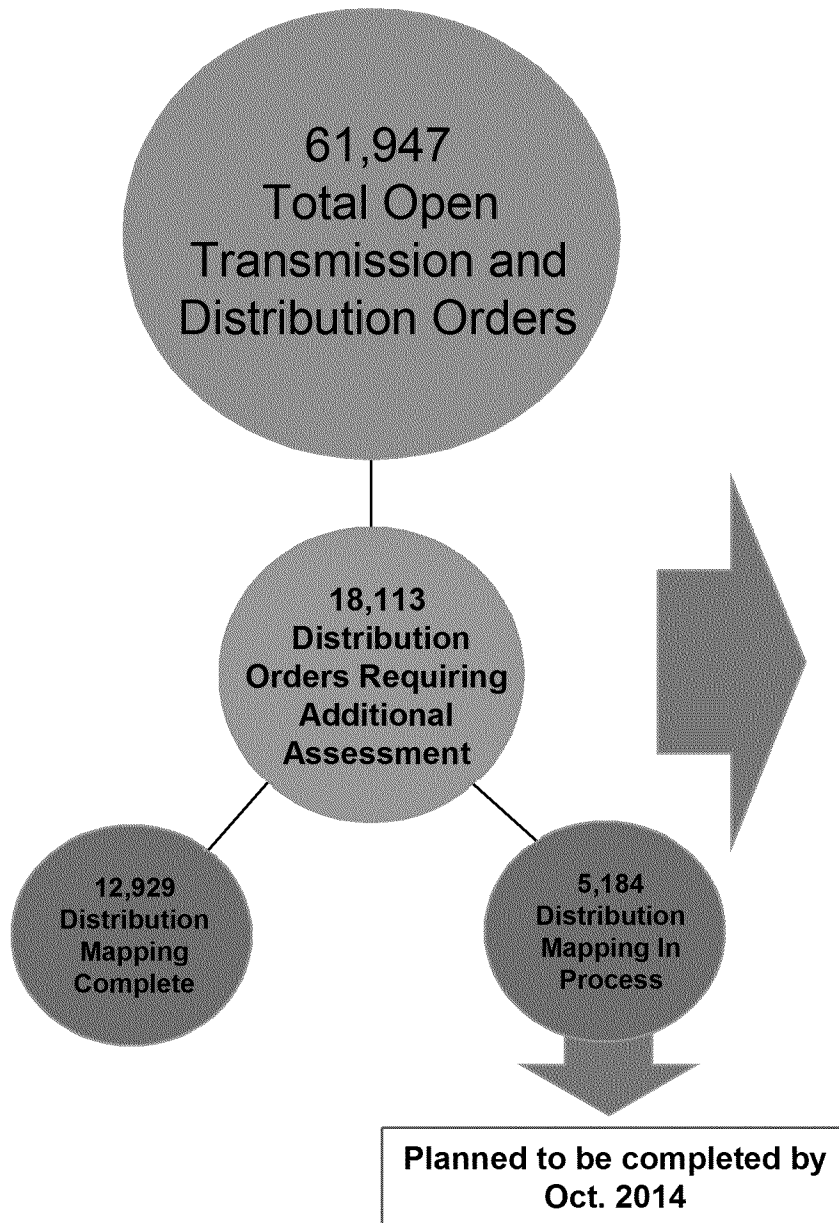 61,947
Total Open
Transmission and
Distribution Orders
18,113
Distribution
Orders Requiring
Additional
Assessment
12,929
Distribution
Mapping
Complete
5,184
Distribution
Mapping In
Process
Planned to be completed by
Oct. 2014